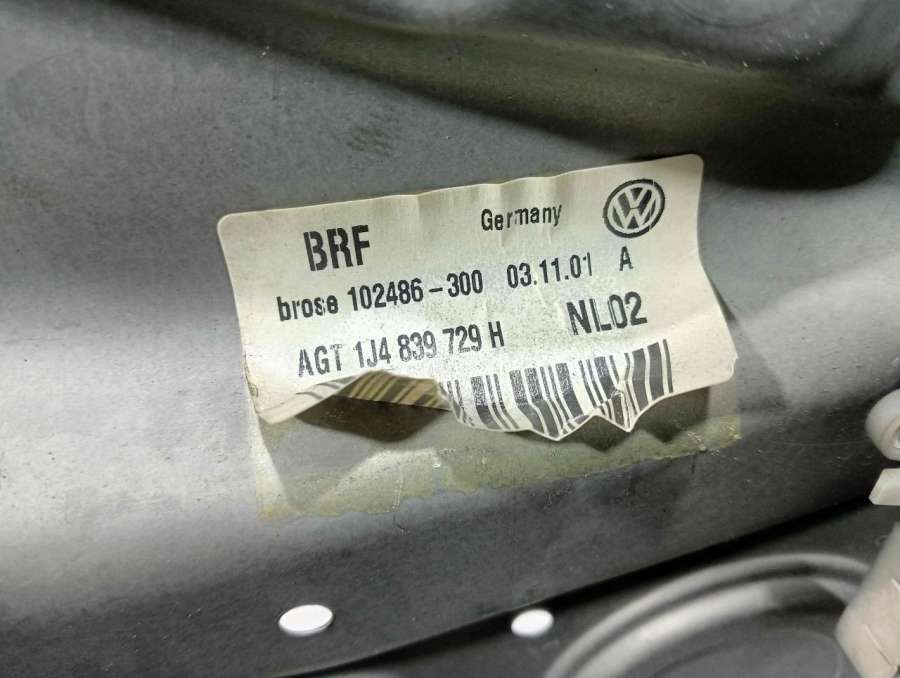 BRF Germany
brose 102486-300 03.11.01 A
AGT 1J4 839 729 H NL02